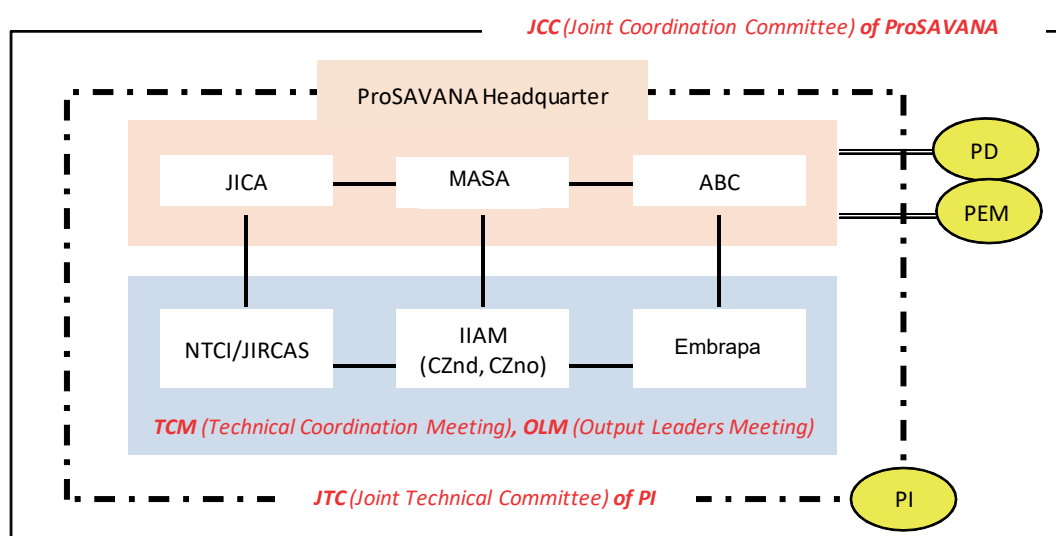 JCC (Joint Coordination Committee) of ProSAVANA
ProSAVANA Headquarter
JICA
MASA
ABC
PD
PEM
NTCI/JIRCAS
IIAM
(CZnd, CZno)
Embrapa
TCM (Technical Coordination Meeting), OLM (Output Leaders Meeting)
JTC (Joint Technical Committee) of PI
PI